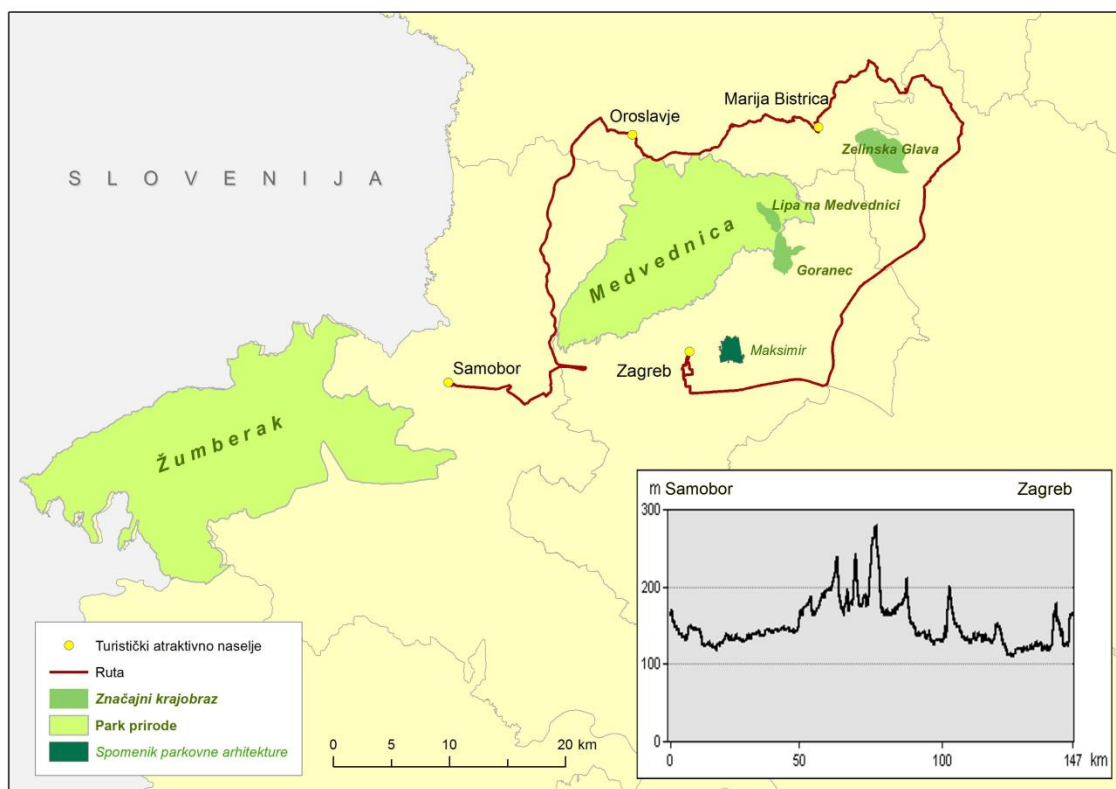 SLOVENIJA
Oroslavje
Marija Bistrica
Zelinska Glava
Lipa na Medvednici
Medvednica
Goranec
Maksimir
Samobor
Zagreb
Žumberak
Turistički atraktivno naselje
Ruta
Značajni krajobraz
Park prirode
Spomenik parkovne arhitekture
0 5 10 20 km
m Samobor Zagreb
300
200
100
0
0 50 100 147 km